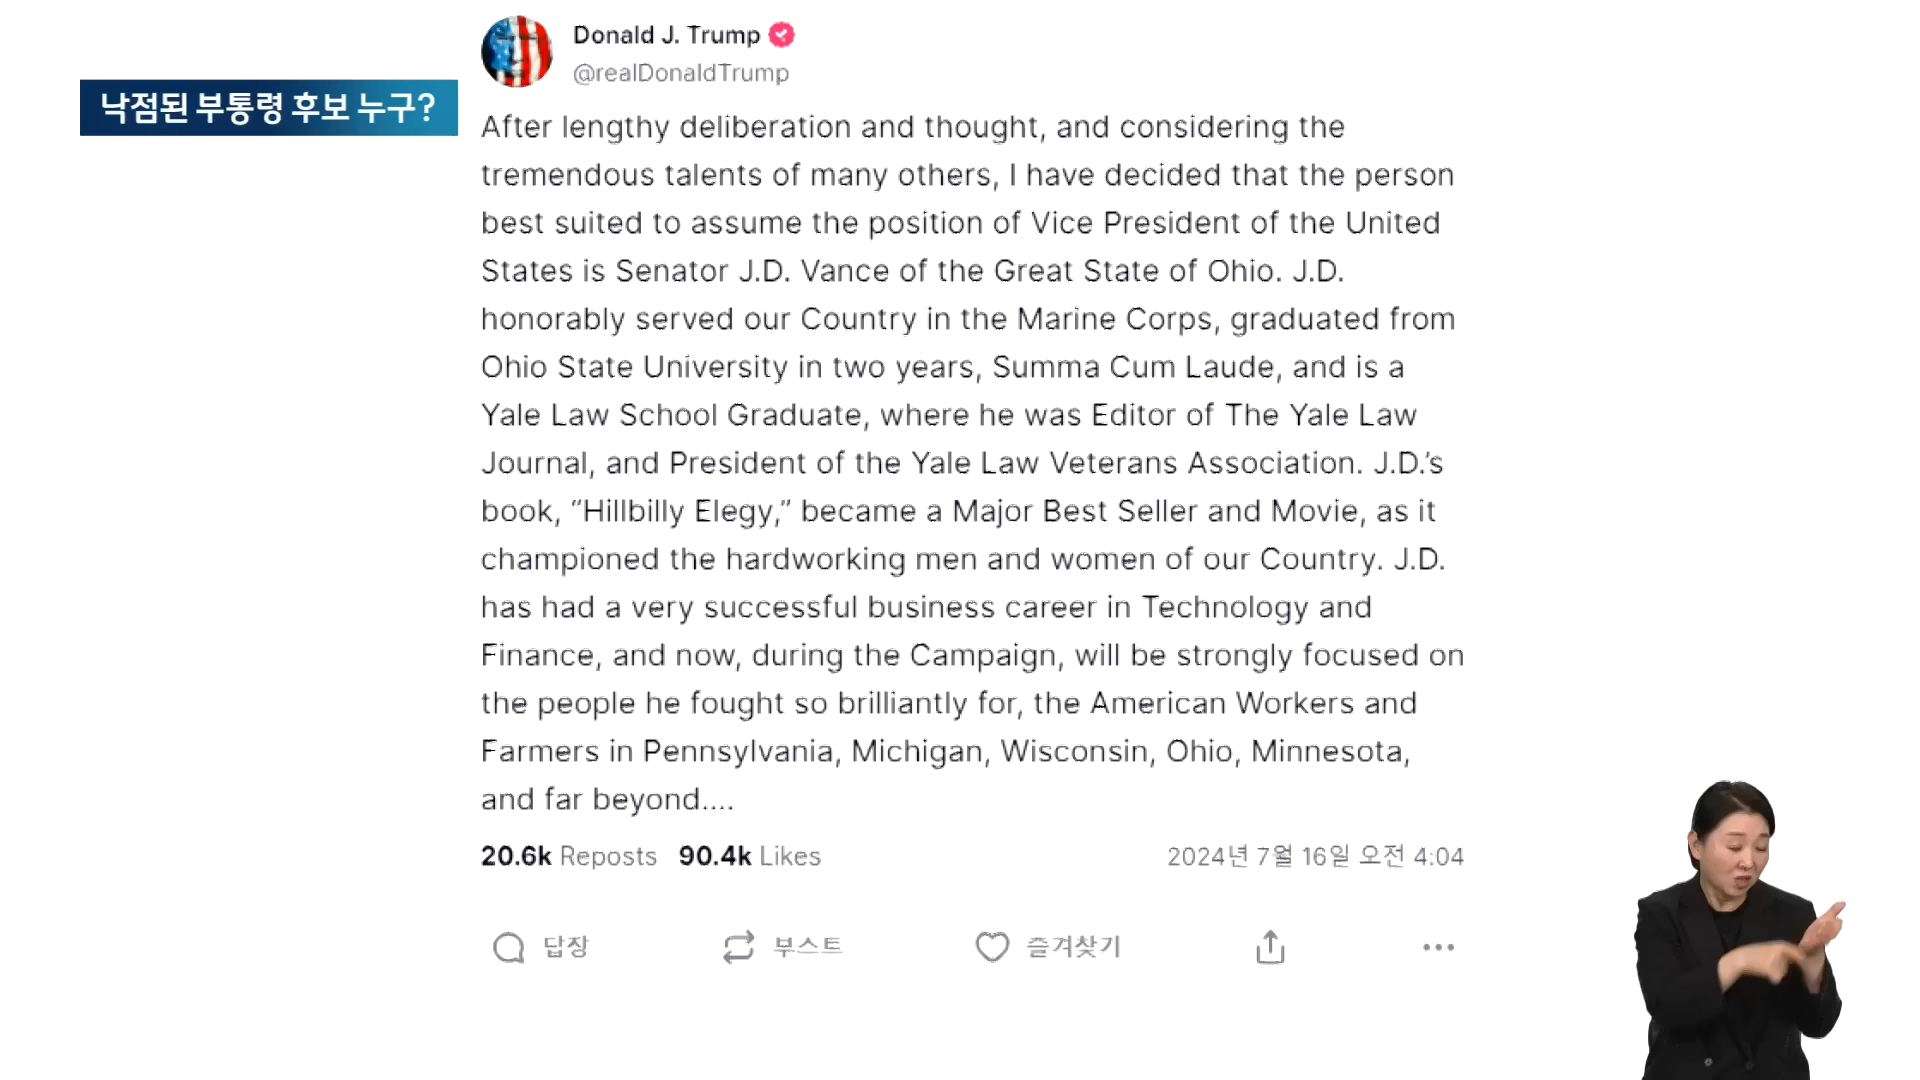 Donald J. Trump
@realDonaldTrump
낙점된 부통령 후보 누구?
After lengthy deliberation and thought, and considering the
tremendous talents of many others, I have decided that the person
best suited to assume the position of Vice President of the United
States is Senator J.D. Vance of the Great State of Ohio. J.D.
honorably served our Country in the Marine Corps, graduated from
Ohio State University in two years, Summa Cum Laude, and is a
Yale Law School Graduate, where he was Editor of The Yale Law
Journal, and President of the Yale Law Veterans Association. J.D.’s
book, “Hillbilly Elegy,” became a Major Best Seller and Movie, as it
championed the hardworking men and women of our Country. J.D.
has had a very successful business career in Technology and
Finance, and now, during the Campaign, will be strongly focused on
the people he fought so brilliantly for, the American Workers and
Farmers in Pennsylvania, Michigan, Wisconsin, Ohio, Minnesota,
and far beyond....
20.6k Reposts 90.4k Likes 2024년 7월 16일 오전 4:04
답장 부스트 즐겨찾기